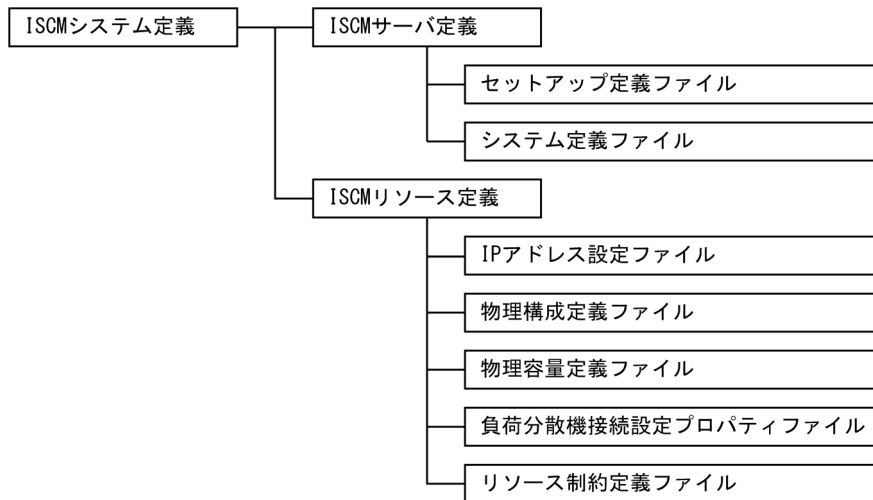 ISCMシステム定義
ISCMサーバ定義
セットアップ定義ファイル
システム定義ファイル
ISCMリソース定義
IPアドレス設定ファイル
物理構成定義ファイル
物理容量定義ファイル
負荷分散機接続設定プロパティファイル
リソース制約定義ファイル